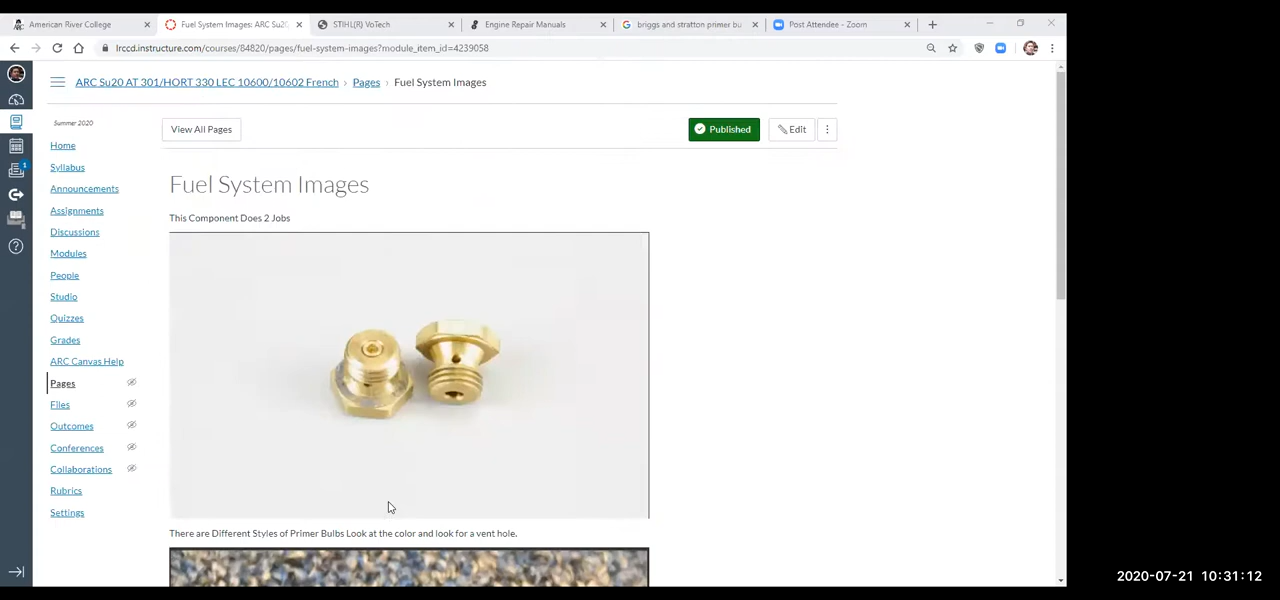 American River College
Fuel System Images: ARC Su20
STIHL(R) VoTech
Engine Repair Manuals
briggs and stratton primer bu
Post Attendee - Zoom
lrccd.instructure.com/courses/84820/pages/fuel-system-images?module_item_id=4239058
ARC Su20 AT 301/HORT 330 LEC 10600/10602 French › Pages › Fuel System Images
Summer 2020
View All Pages
Published
Edit
Home
Syllabus
Announcements
Assignments
Discussions
Modules
People
Studio
Quizzes
Grades
ARC Canvas Help
Pages
Files
Outcomes
Conferences
Collaborations
Rubrics
Settings
1
Fuel System Images
This Component Does 2 Jobs
There are Different Styles of Primer Bulbs Look at the color and look for a vent hole.
2020-07-21 10:31:12